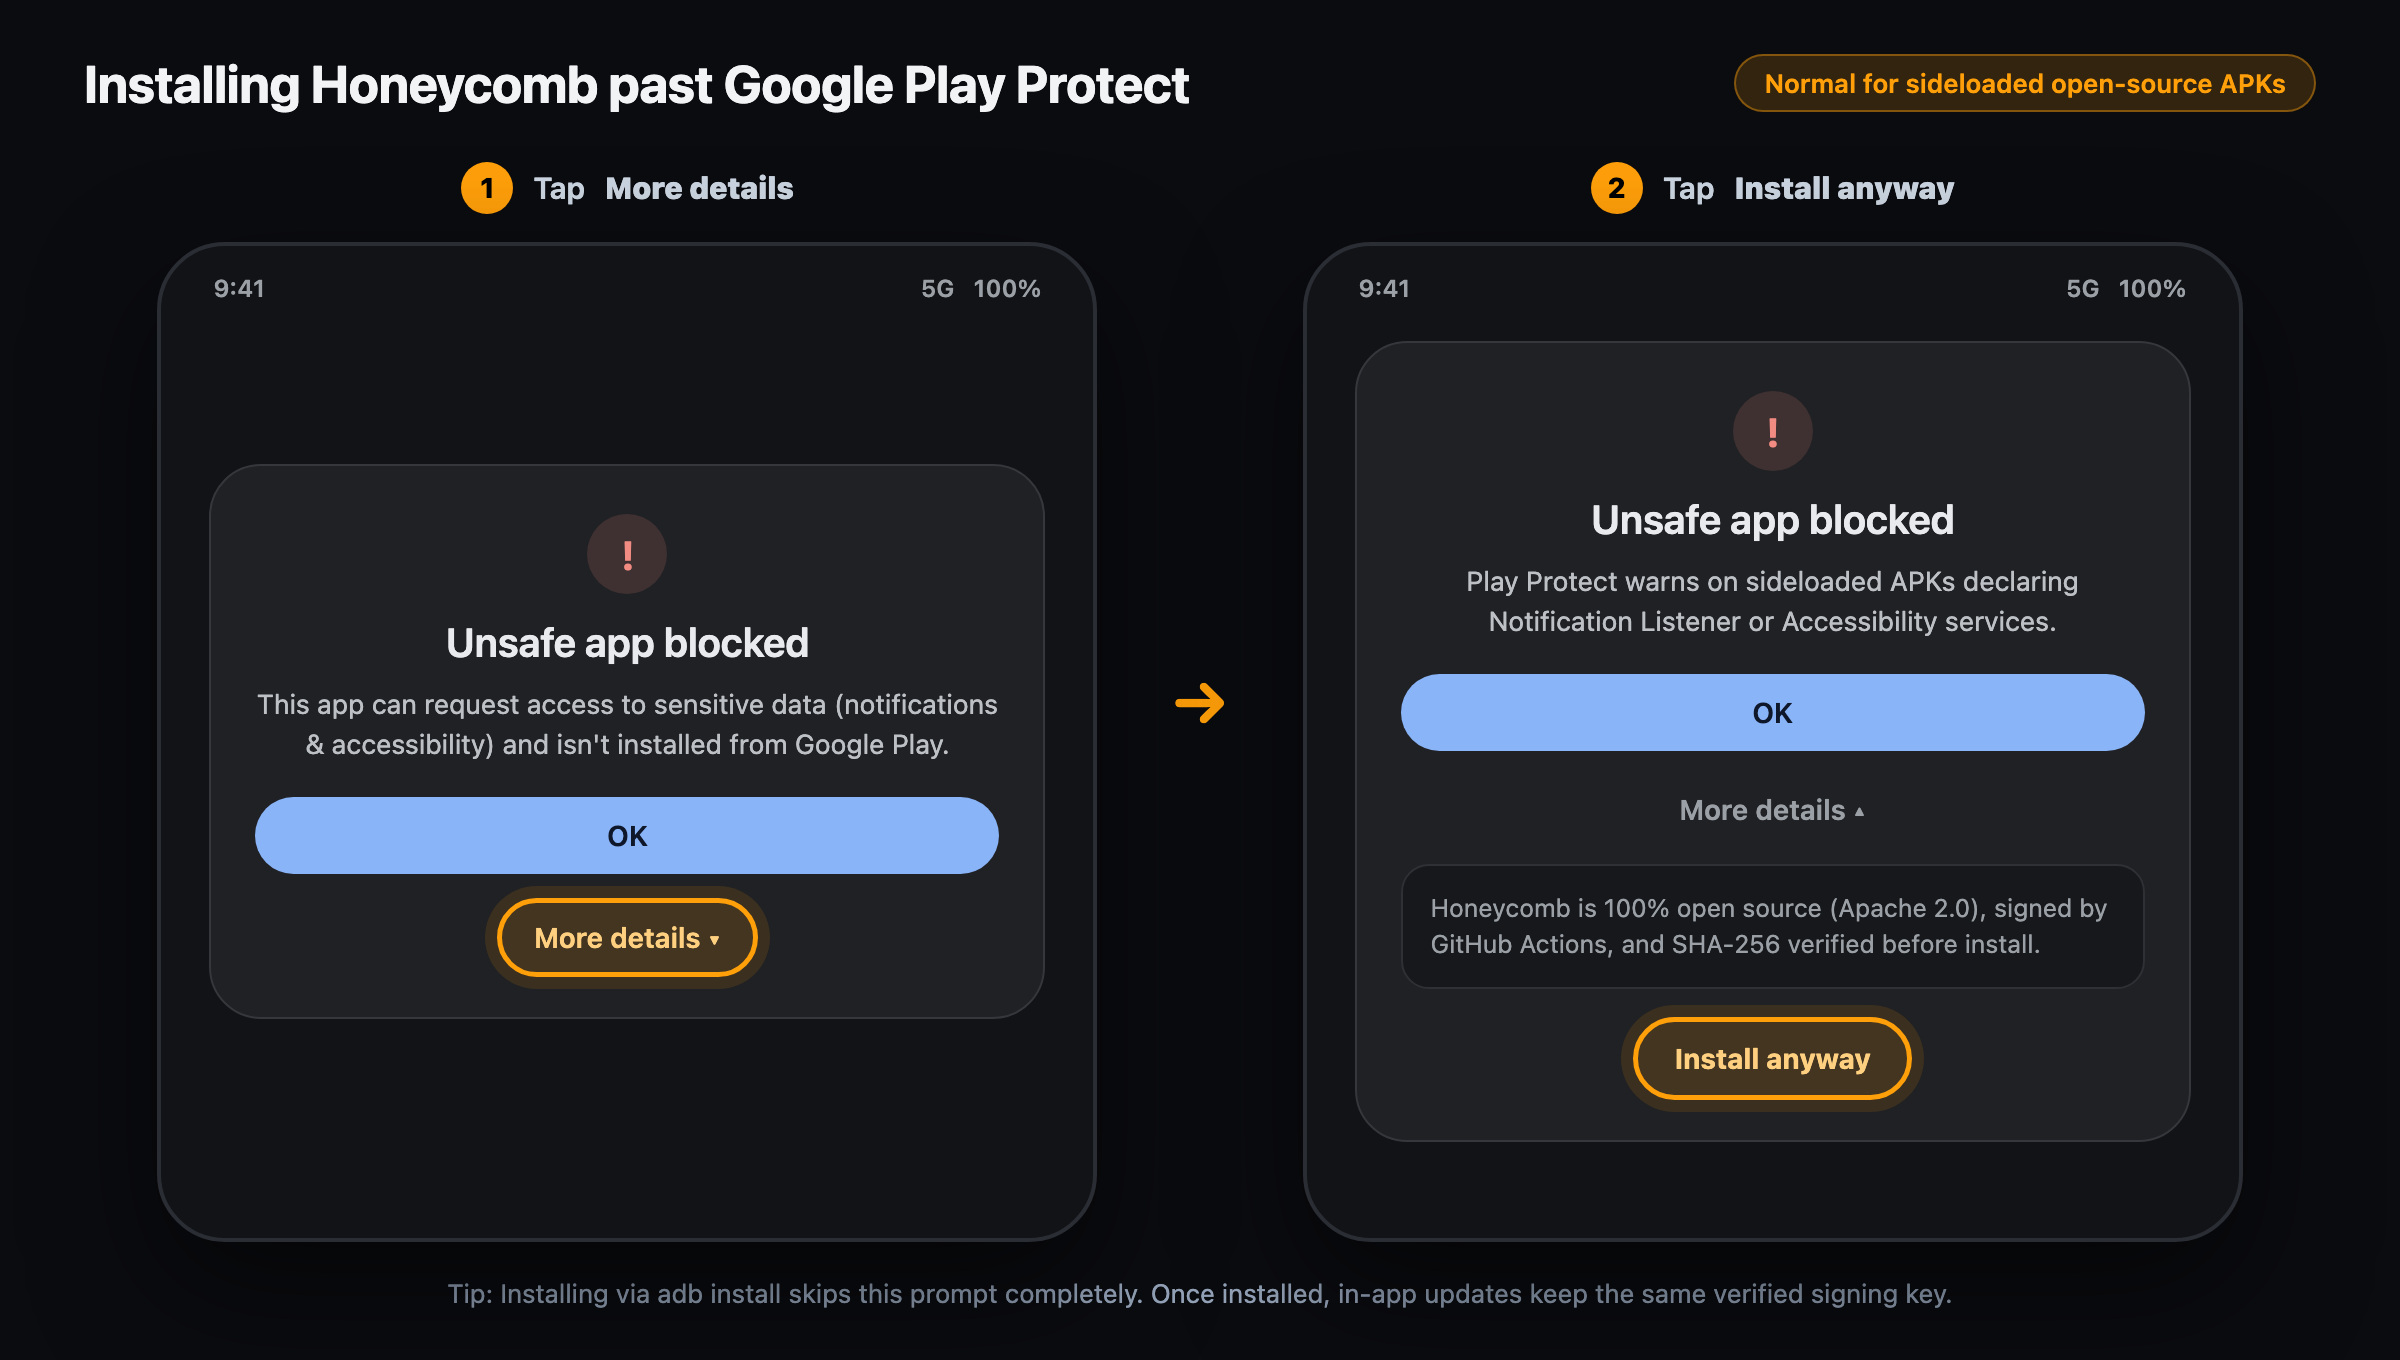 Installing Honeycomb past Google Play Protect
Normal for sideloaded open-source APKs
1 Tap More details
9:41 5G 100%
!
Unsafe app blocked
This app can request access to sensitive data (notifications
& accessibility) and isn't installed from Google Play.
OK
More details ▾
→
2 Tap Install anyway
9:41 5G 100%
!
Unsafe app blocked
Play Protect warns on sideloaded APKs declaring
Notification Listener or Accessibility services.
OK
More details ▴
Honeycomb is 100% open source (Apache 2.0), signed by
GitHub Actions, and SHA-256 verified before install.
Install anyway
Tip: Installing via adb install skips this prompt completely. Once installed, in-app updates keep the same verified signing key.